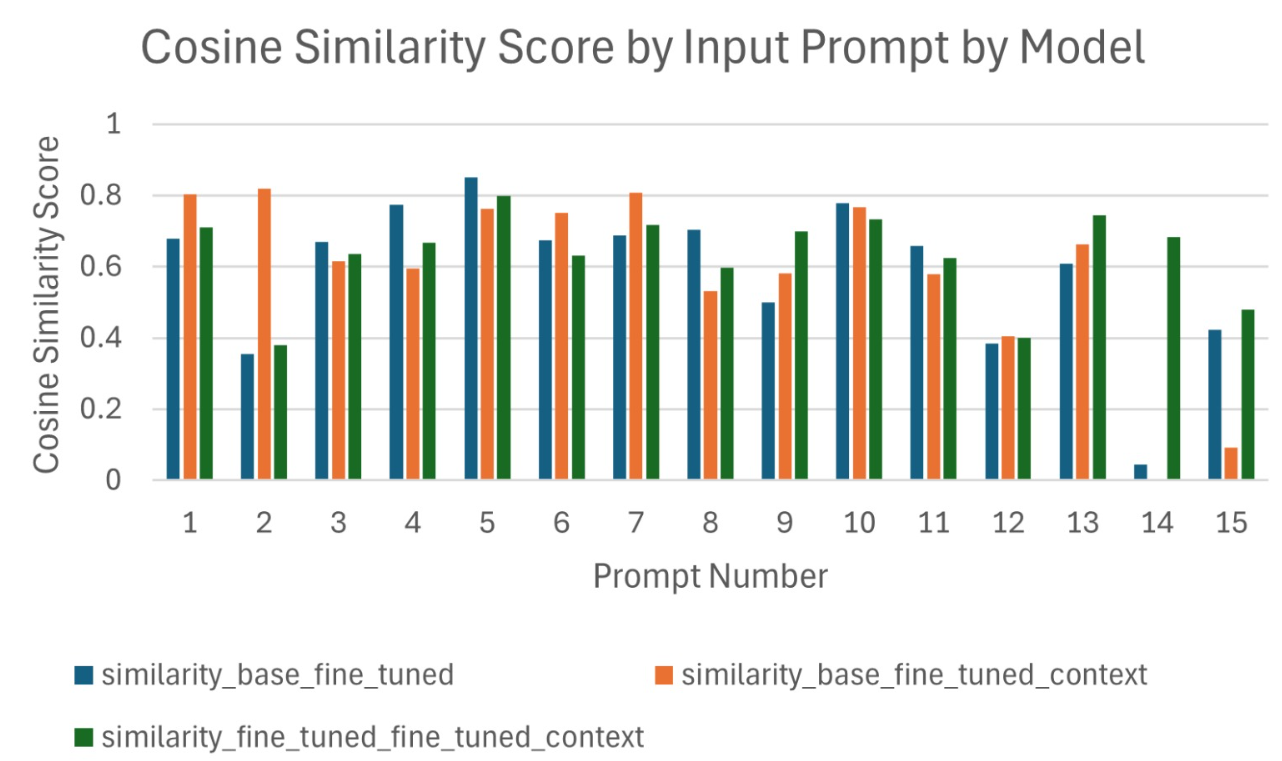 Cosine Similarity Score by Input Prompt by Model
Cosine Similarity Score
1
0.8
0.6
0.4
0.2
0
1 2 3 4 5 6 7 8 9 10 11 12 13 14 15
Prompt Number
similarity_base_fine_tuned similarity_base_fine_tuned_context
similarity_fine_tuned_fine_tuned_context